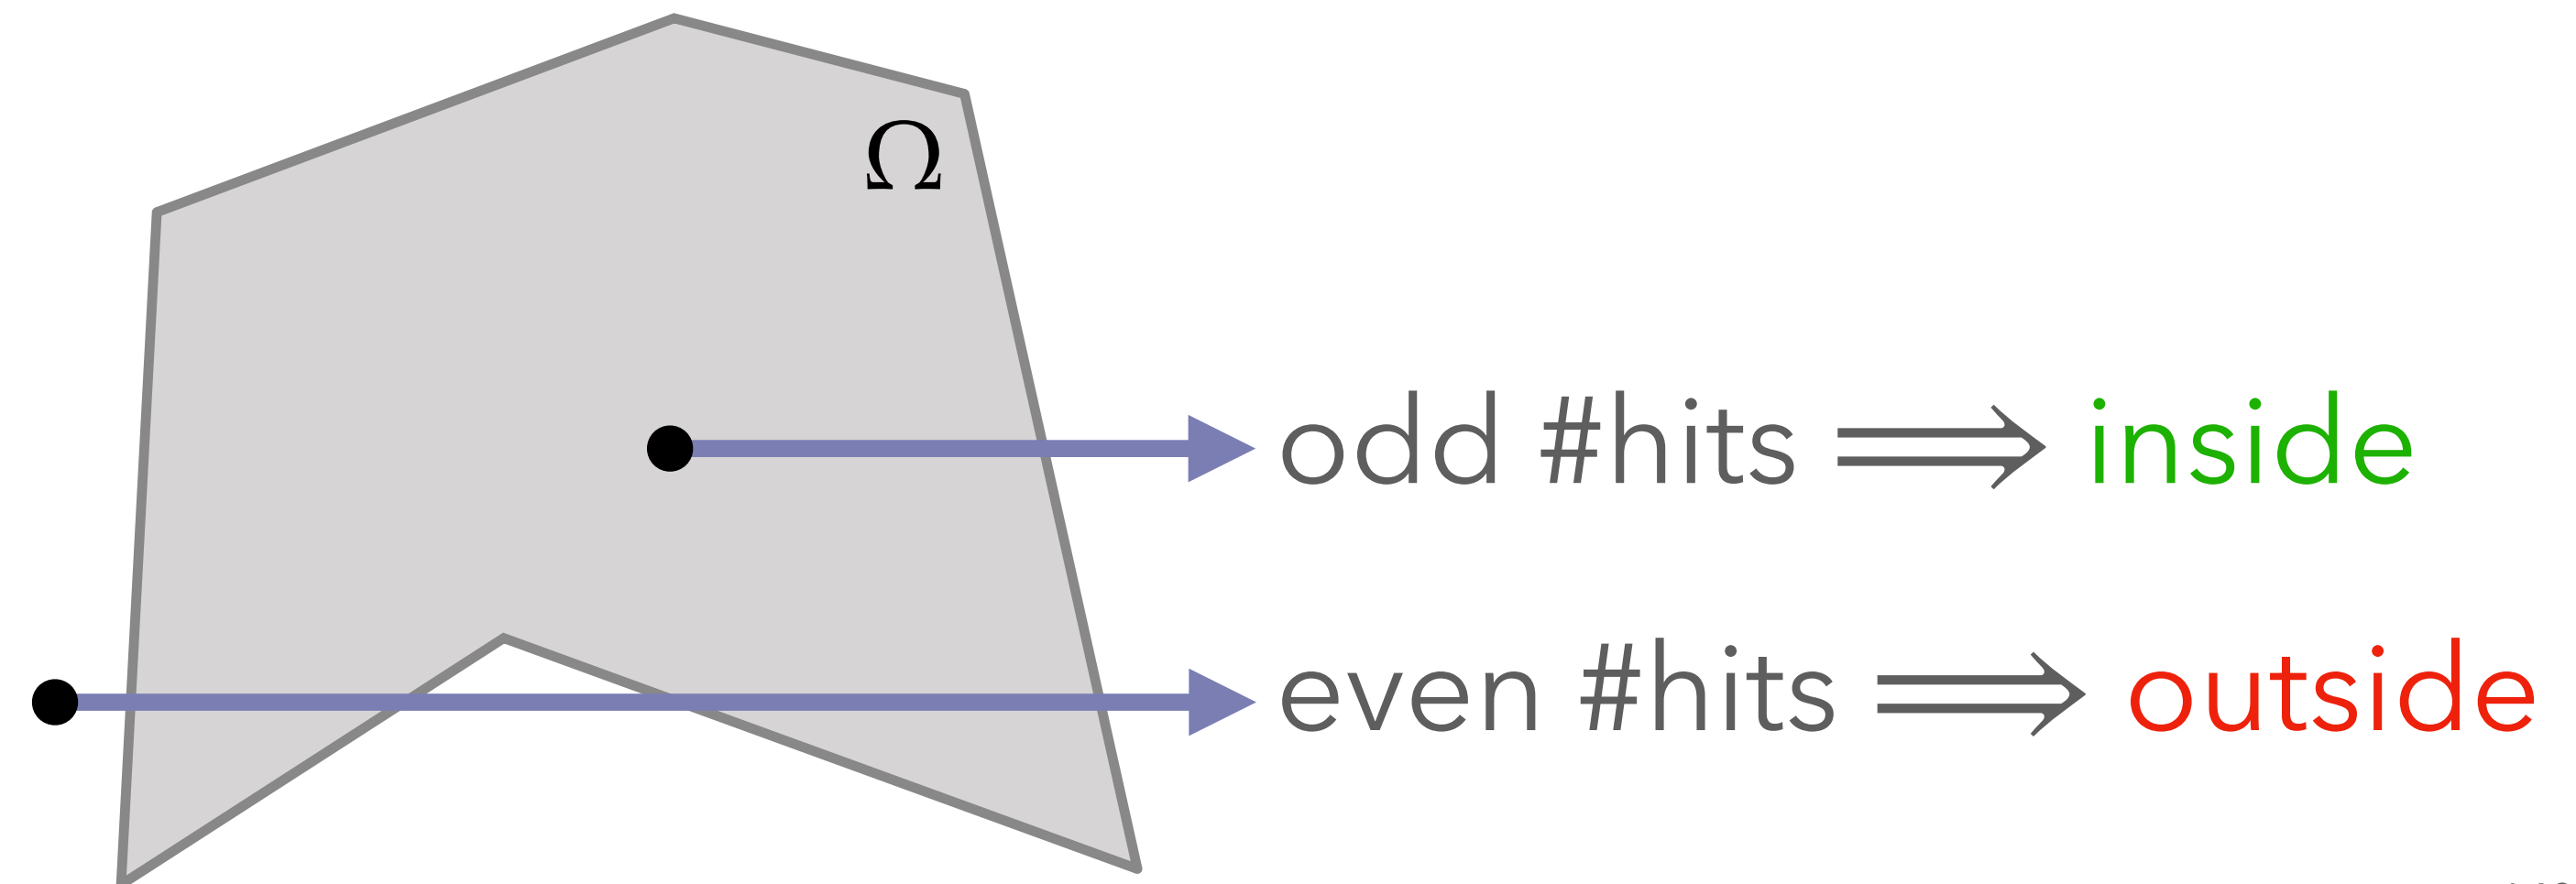 Ω
odd #hits ⟹ inside
even #hits ⟹ outside